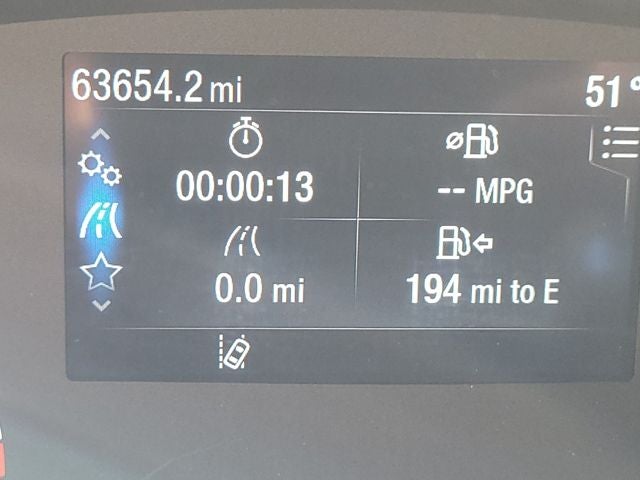 63654.2 mi 51°
00:00:13 -- MPG
0.0 mi 194 mi to E